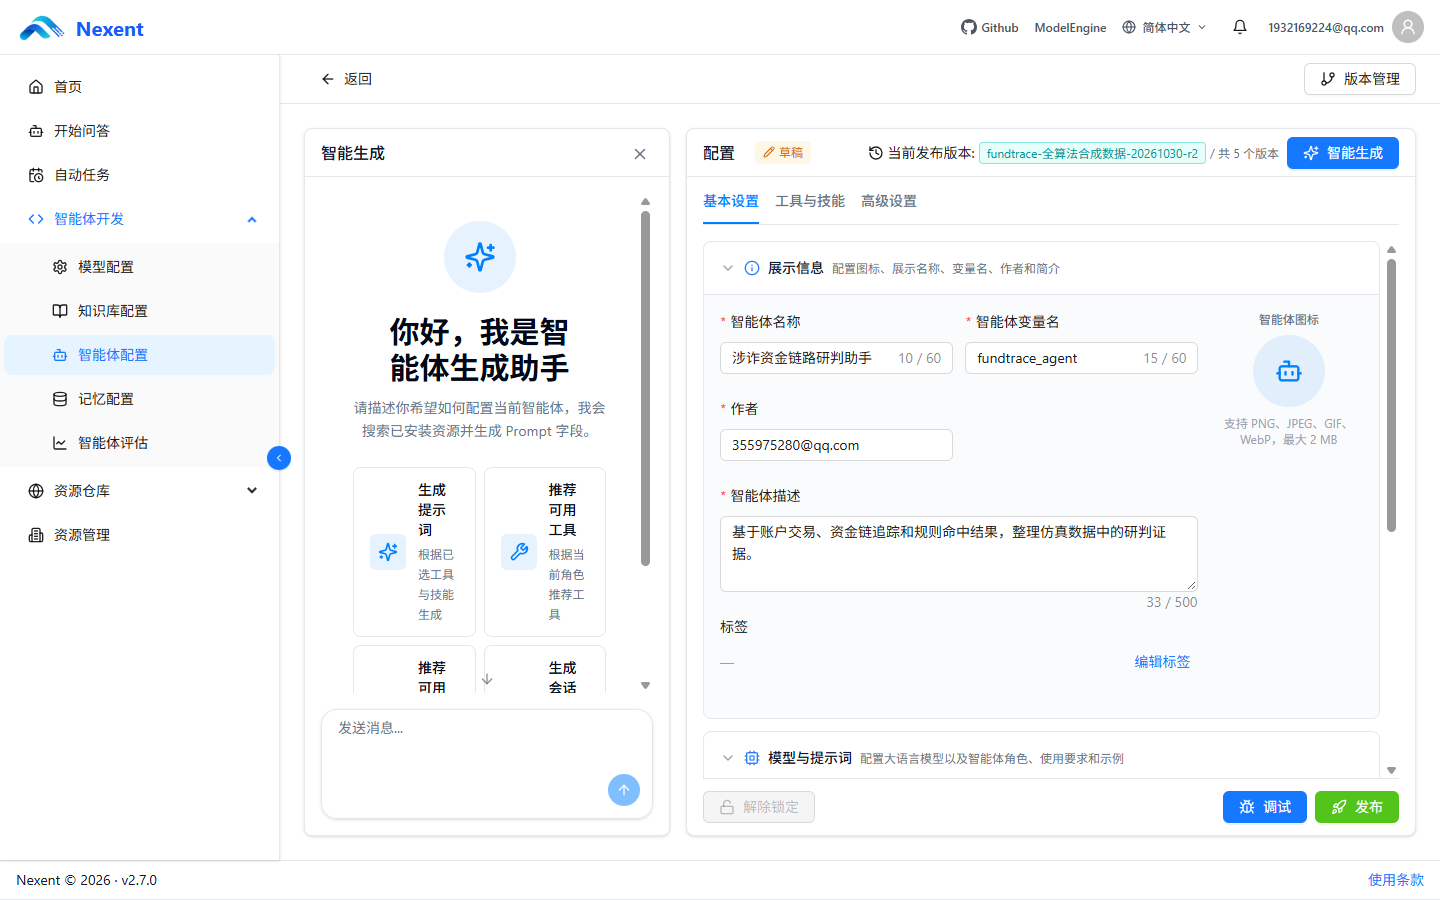 Nexent
Github
ModelEngine
简体中文
1932169224@qq.com
首页
开始问答
自动任务
智能体开发
模型配置
知识库配置
智能体配置
记忆配置
智能体评估
资源仓库
资源管理
返回
版本管理
智能生成
你好，我是智
能体生成助手
请描述你希望如何配置当前智能体，我会
搜索已安装资源并生成 Prompt 字段。
生成
提示
词
根据已
选工具
与技能
生成
推荐
可用
工具
根据当
前角色
推荐工
具
推荐
可用
生成
会话
发送消息...
配置
草稿
当前发布版本:
fundtrace-全算法合成数据-20261030-r2
/ 共 5 个版本
智能生成
基本设置
工具与技能
高级设置
展示信息 配置图标、展示名称、变量名、作者和简介
* 智能体名称
涉诈资金链路研判助手 10 / 60
* 智能体变量名
fundtrace_agent 15 / 60
智能体图标
支持 PNG、JPEG、GIF、
WebP，最大 2 MB
* 作者
355975280@qq.com
* 智能体描述
基于账户交易、资金链追踪和规则命中结果，整理仿真数据中的研判证
据。
33 / 500
标签
—
编辑标签
模型与提示词 配置大语言模型以及智能体角色、使用要求和示例
解除锁定
调试
发布
Nexent © 2026 · v2.7.0
使用条款